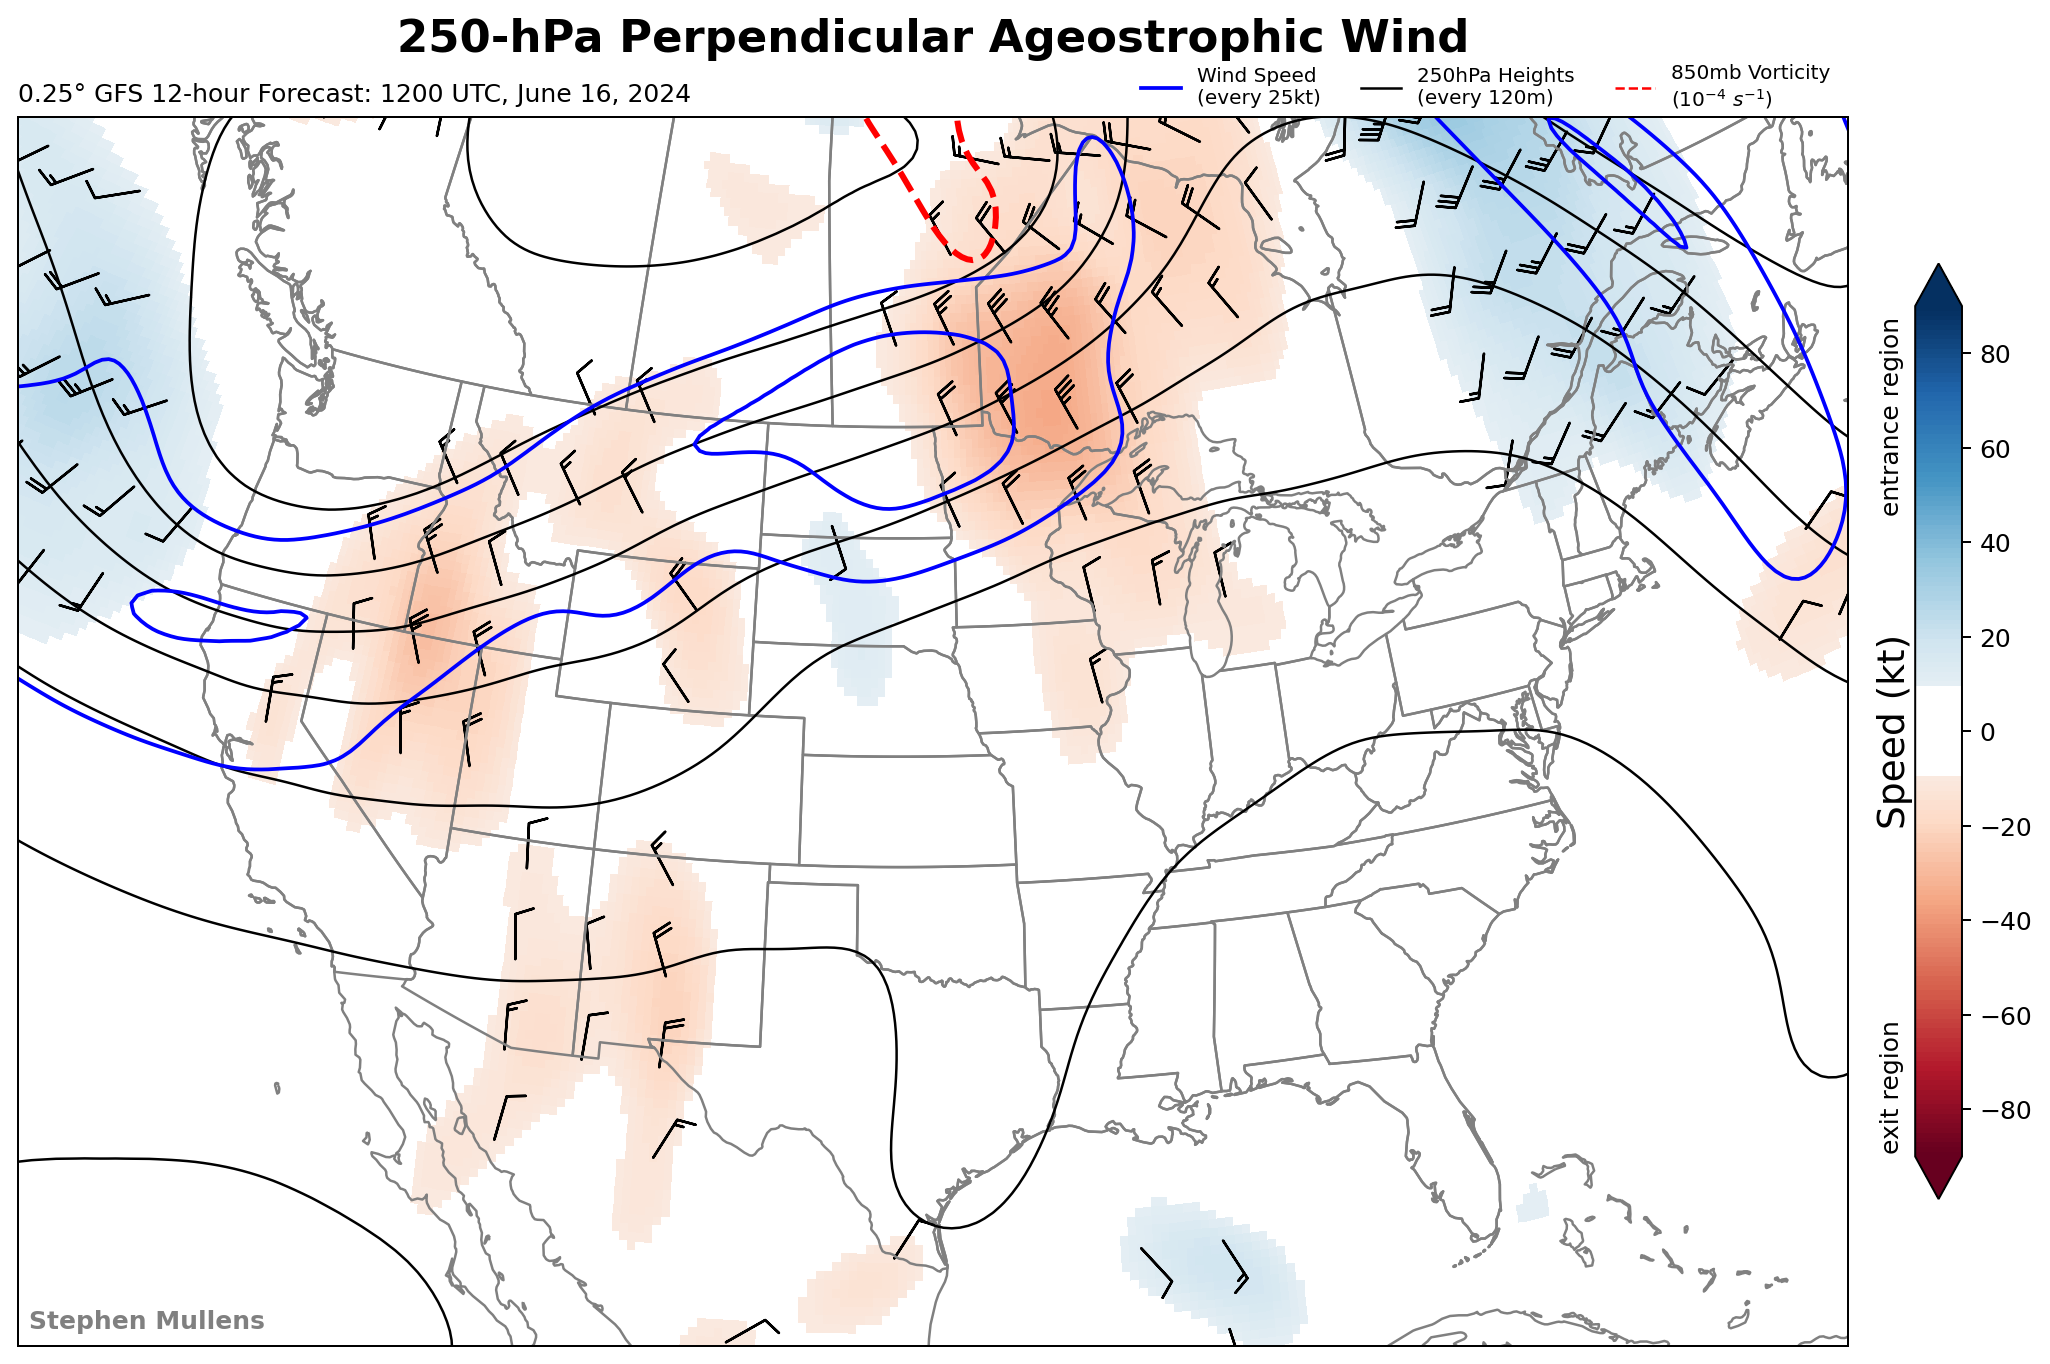 250-hPa Perpendicular Ageostrophic Wind
0.25° GFS 12-hour Forecast: 1200 UTC, June 16, 2024
Wind Speed
(every 25kt)
250hPa Heights
(every 120m)
850mb Vorticity
(10⁻⁴ s⁻¹)
entrance region
Speed (kt)
exit region
80
60
40
20
0
−20
−40
−60
−80
Stephen Mullens